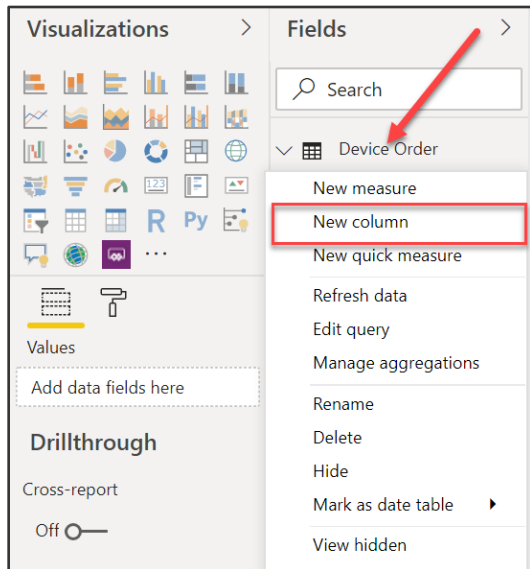 Visualizations
Fields
Search
Device Order
New measure
New column
New quick measure
Refresh data
Edit query
Manage aggregations
Rename
Delete
Hide
Mark as date table
View hidden
123
R
Py
Values
Add data fields here
Drillthrough
Cross-report
Off